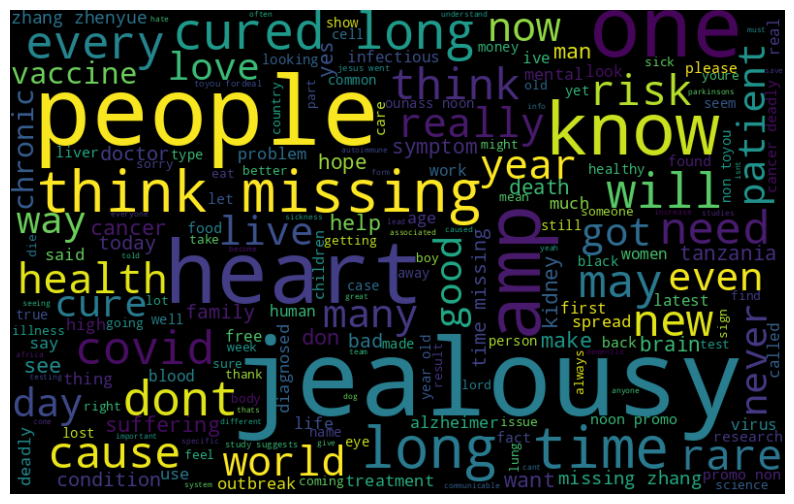 zhang zhenyue
hate
often
show
understand
must
every
cured long
now
one
cell
looking
yes
infectious
money
ive
man
real
vaccine
love
jesus went
sick
toyou fordeal
common
think
mental
look
please
part
youre
risk
people
country
old
yet
seem
know
chronic
care
ounass noon
info
parkinsons
patient
cancer deadly
liver
doctor
type
problem
autoimmune
symptom
might
healthy
found
non
toyou
isnt
sorry
hope
year
eat
better
work
form
death
think missing
let
mean
much
someone
will
way
cancer
everyone
sickness
help
age
increase
studies
said
food
live
lead
still
got
need
today
take
getting
associated
caused
women
tanzania
die
told
become
boy
yeah
black
health
lot
children
case
away
good
amp
kidney
may
even
seeing
true
going
well
human
great
time missing
latest
cure
family
many
first
spread
new
find
illness
high
don
bad
made
person
make
back
brain
test
sign
say
free
team
result
called
africa
covid
week
year old
see
blood
sure
diagnosed
lord
jealousy
always
anyone
never
testing
thing
thank
body
dont
right
thats
dog
alzheimer
noon promo
virus
day
come
suffering
different
life
name
issue
fact
research
lost
important
feel
specific
study suggests
give
eye
lung
long
time
rare
deadly
cause
world
cant
want
missing zhang
promo non
condition
use
system
outbreak
coming
treatment
communicable
science